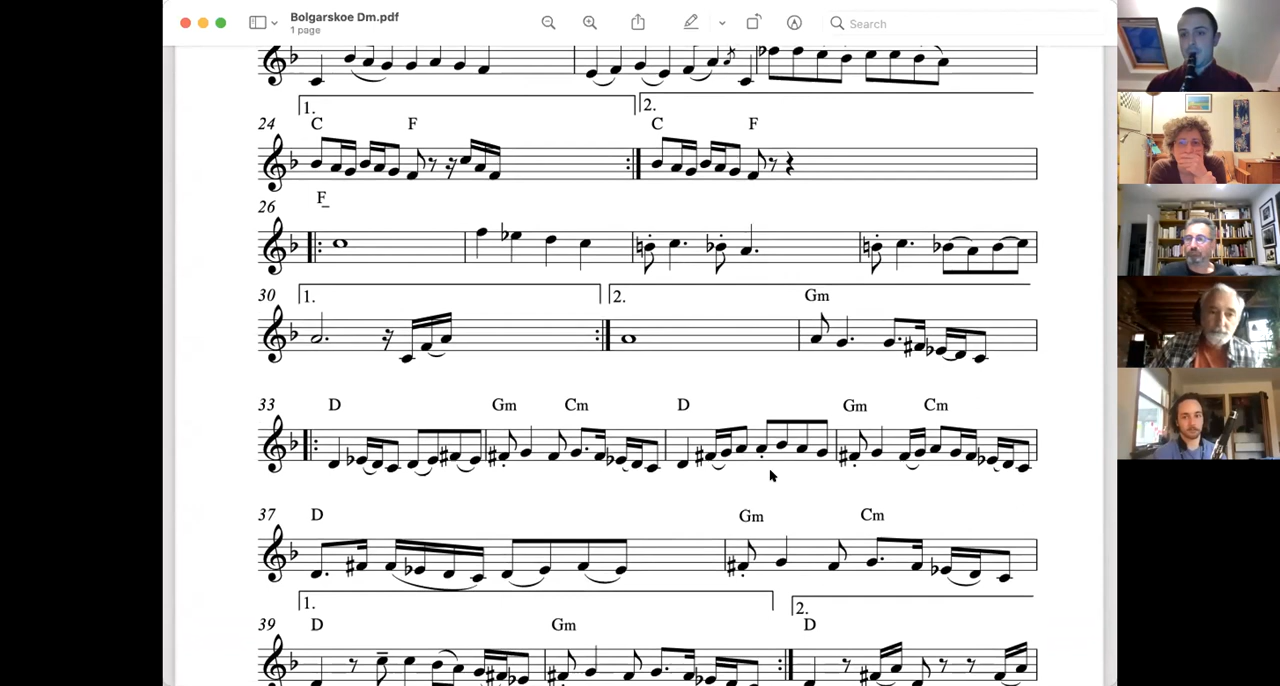 Bolgarskoe Dm.pdf
1 page
Search
1. 2.
24 C F C F
26 F
30 1. 2. Gm
33 D Gm Cm D Gm Cm
37 D Gm Cm
1. 2.
39 D Gm D